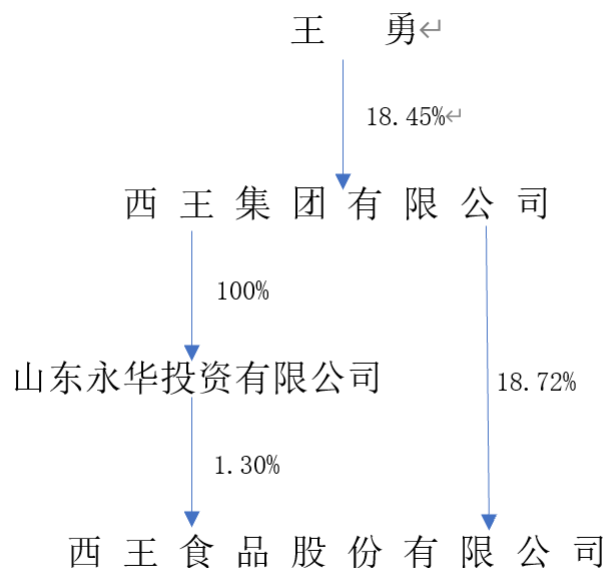 王 勇↵
18.45%↵
西王集团有限公司
100%
山东永华投资有限公司
18.72%
1.30%
西王食品股份有限公司